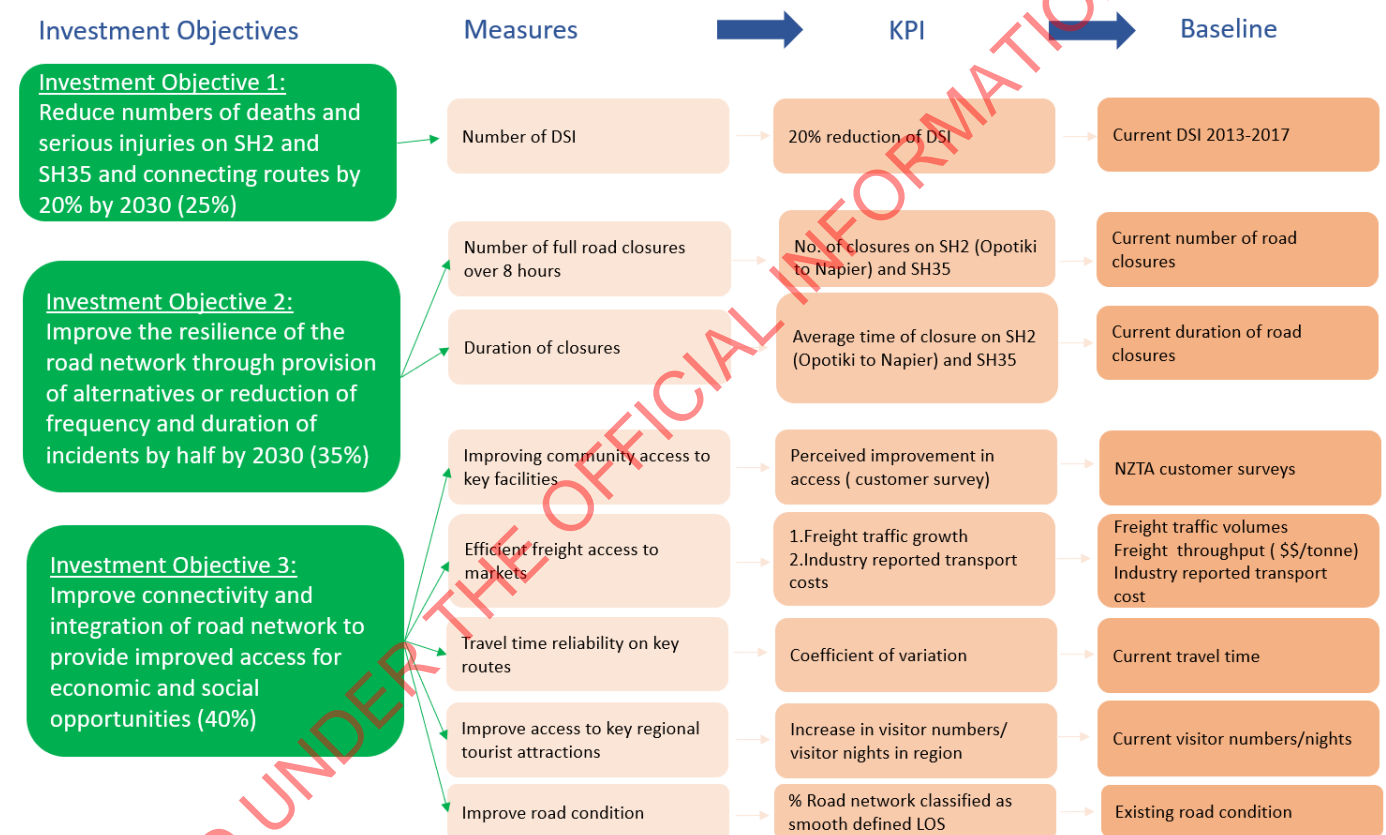 Investment Objectives
Measures
KPI
Baseline
Investment Objective 1:
Reduce numbers of deaths and
serious injuries on SH2 and
SH35 and connecting routes by
20% by 2030 (25%)
Number of DSI
20% reduction of DSI
Current DSI 2013-2017
Investment Objective 2:
Improve the resilience of the
road network through provision
of alternatives or reduction of
frequency and duration of
incidents by half by 2030 (35%)
Number of full road closures
over 8 hours
No. of closures on SH2 (Opotiki
to Napier) and SH35
Current number of road
closures
Duration of closures
Average time of closure on SH2
(Opotiki to Napier) and SH35
Current duration of road
closures
Investment Objective 3:
Improve connectivity and
integration of road network to
provide improved access for
economic and social
opportunities (40%)
Improving community access to
key facilities
Perceived improvement in
access ( customer survey)
NZTA customer surveys
Efficient freight access to
markets
1.Freight traffic growth
2.Industry reported transport
costs
Freight traffic volumes
Freight  throughput ( $$/tonne)
Industry reported transport
cost
Travel time reliability on key
routes
Coefficient of variation
Current travel time
Improve access to key regional
tourist attractions
Increase in visitor numbers/
visitor nights in region
Current visitor numbers/nights
Improve road condition
% Road network classified as
smooth defined LOS
Existing road condition
UNDER THE OFFICIAL INFORMATIO